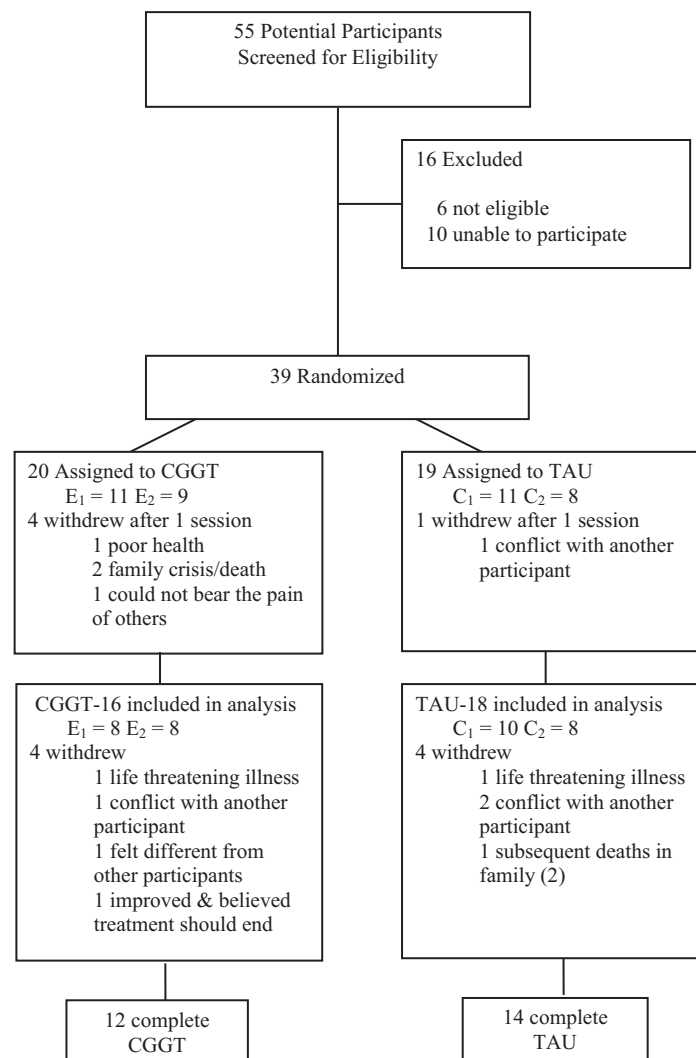 55 Potential Participants
Screened for Eligibility
16 Excluded
6 not eligible
10 unable to participate
39 Randomized
20 Assigned to CGGT
E₁ = 11 E₂ = 9
4 withdrew after 1 session
1 poor health
2 family crisis/death
1 could not bear the pain
of others
19 Assigned to TAU
C₁ = 11 C₂ = 8
1 withdrew after 1 session
1 conflict with another
participant
CGGT-16 included in analysis
E₁ = 8 E₂ = 8
4 withdrew
1 life threatening illness
1 conflict with another
participant
1 felt different from
other participants
1 improved & believed
treatment should end
TAU-18 included in analysis
C₁ = 10 C₂ = 8
4 withdrew
1 life threatening illness
2 conflict with another
participant
1 subsequent deaths in
family (2)
12 complete
CGGT
14 complete
TAU